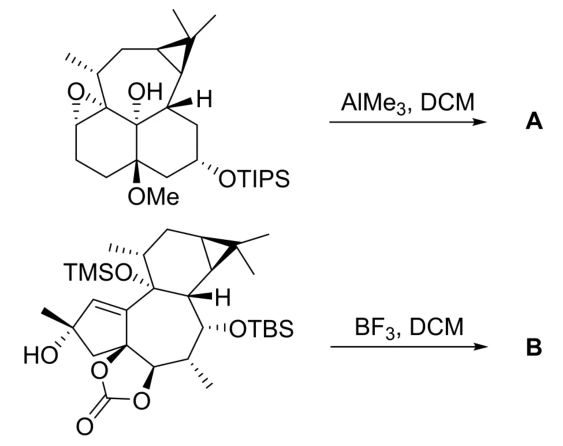 O OH H
AlMe3, DCM A
OTIPS
OMe
TMSO H
OTBS
BF3, DCM B
HO O
O
O